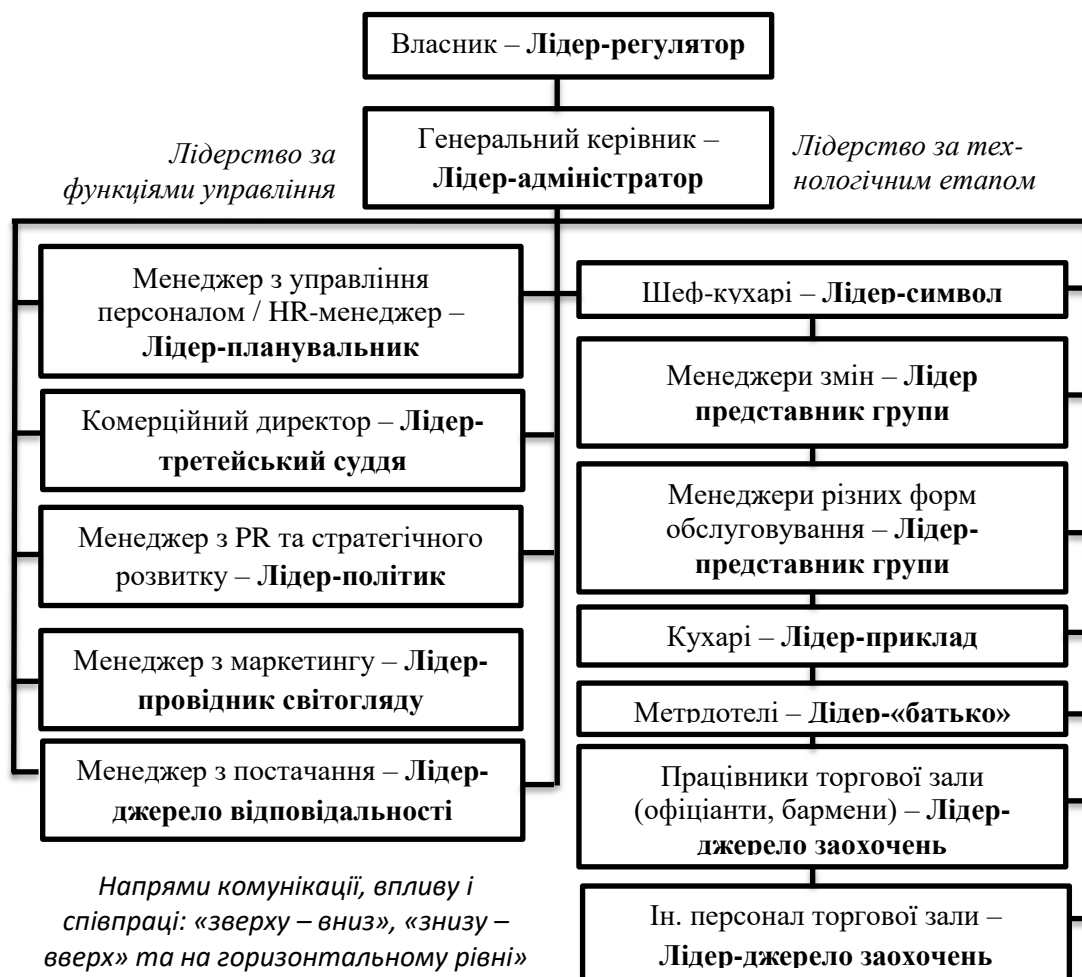 Власник – Лідер-регулятор
Генеральний керівник –
Лідер-адміністратор
Лідерство за
функціями управління
Лідерство за тех-
нологічним етапом
Менеджер з управління
персоналом / HR-менеджер –
Лідер-планувальник
Комерційний директор – Лідер-
третейський суддя
Менеджер з PR та стратегічного
розвитку – Лідер-політик
Менеджер з маркетингу – Лідер-
провідник світогляду
Менеджер з постачання – Лідер-
джерело відповідальності
Напрями комунікації, впливу і
співпраці: «зверху – вниз», «знизу –
вверх» та на горизонтальному рівні»
Шеф-кухарі – Лідер-символ
Менеджери змін – Лідер
представник групи
Менеджери різних форм
обслуговування – Лідер-
представник групи
Кухарі – Лідер-приклад
Метрдотелі – Дідер-«батько»
Працівники торгової зали
(офіціанти, бармени) – Лідер-
джерело заохочень
Ін. персонал торгової зали –
Лідер-джерело заохочень